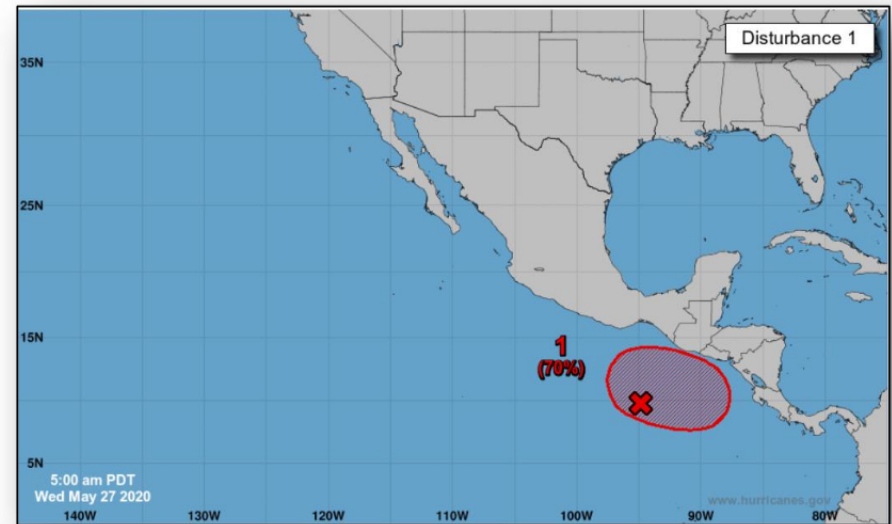 Disturbance 1
35N
25N
15N
1
(70%)
5N
5:00 am PDT
Wed May 27 2020
www.hurricanes.gov
140W
130W
120W
110W
100W
90W
80W